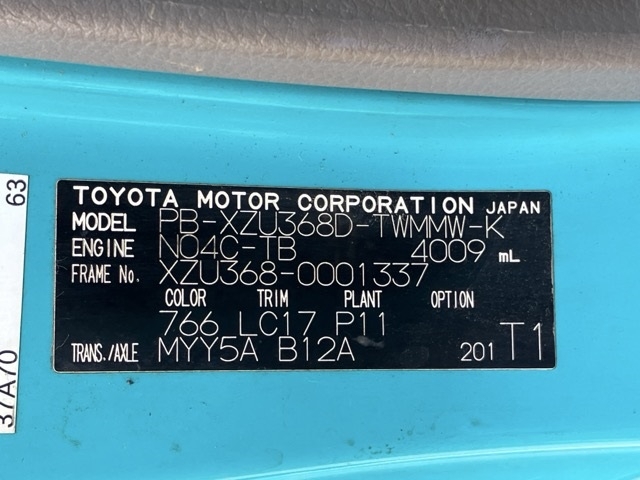 TOYOTA MOTOR CORPORATION JAPAN
MODEL PB-XZU368D-TWMMW-K
ENGINE N04C-TB 4009 mL
FRAME No. XZU368-0001337
COLOR TRIM PLANT OPTION
766 LC17 P11
TRANS./AXLE MYY5A B12A 201 T1
63
37A70